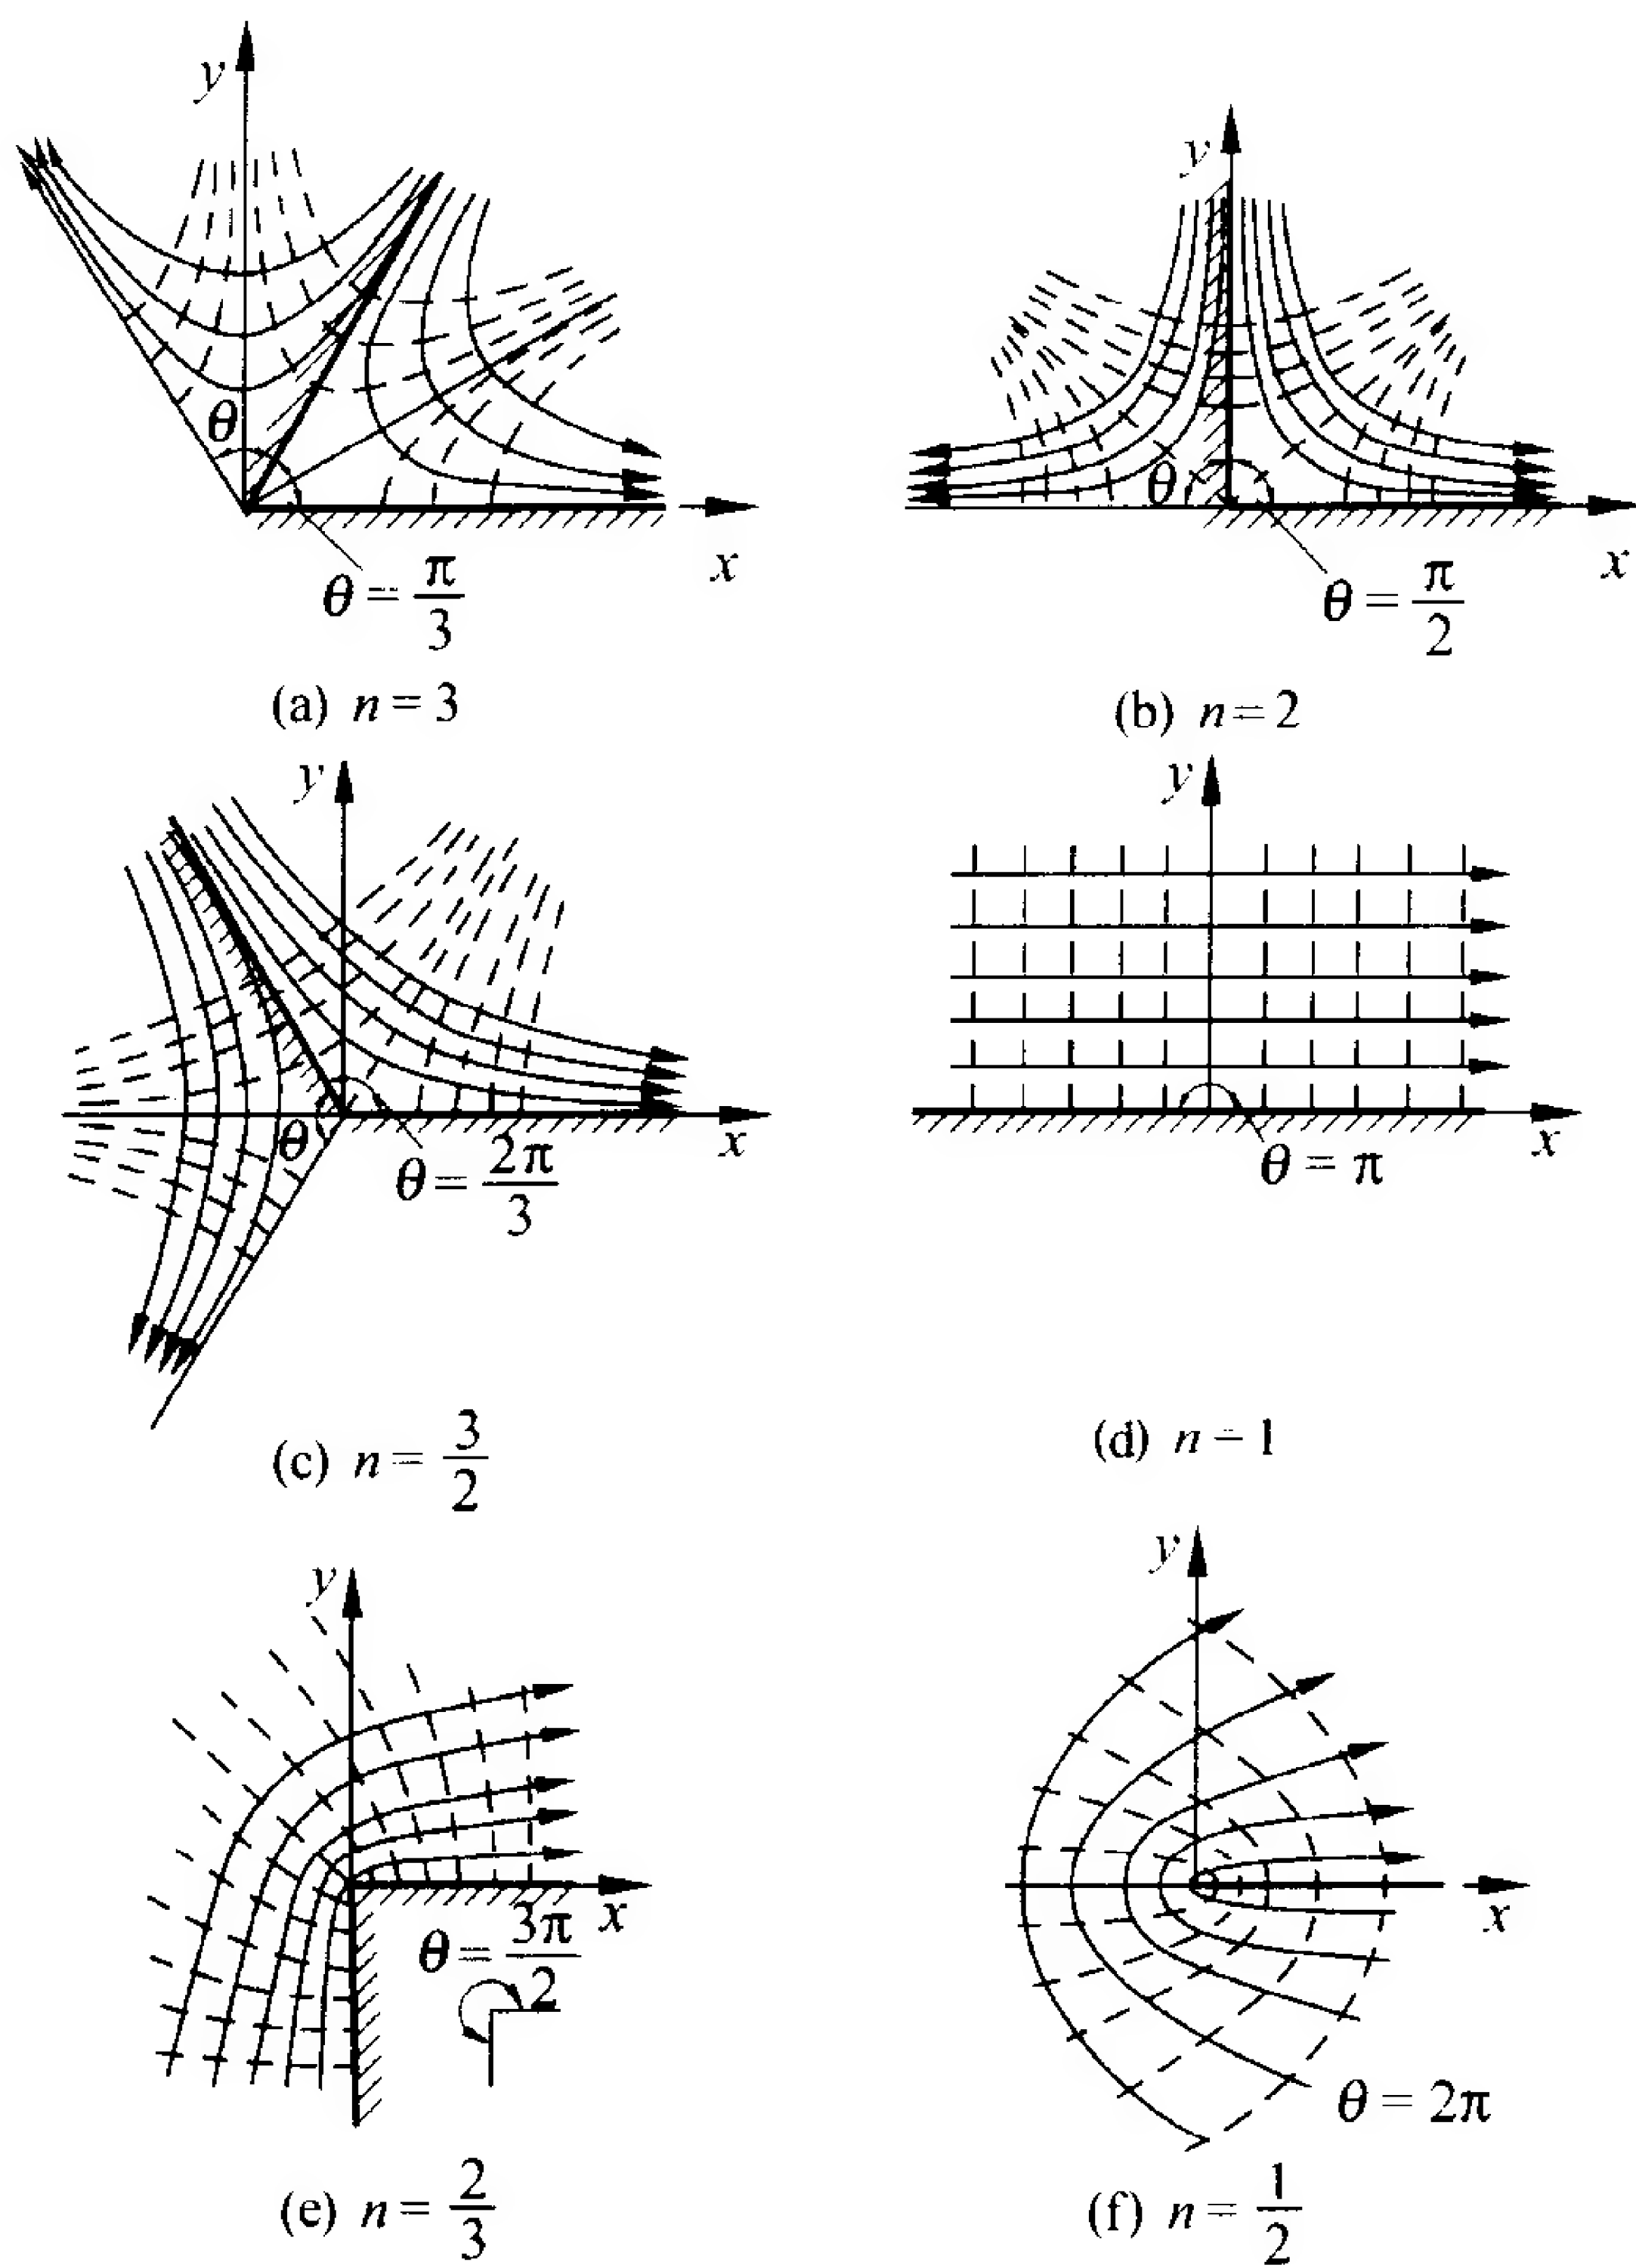 y
θ
x
θ = π/3
(a) n = 3
y
θ
x
θ = π/2
(b) n = 2
y
θ
x
θ = 2π/3
(c) n = 3/2
y
x
θ = π
(d) n = 1
y
x
θ = 3π/2
(e) n = 2/3
y
x
θ = 2π
(f) n = 1/2